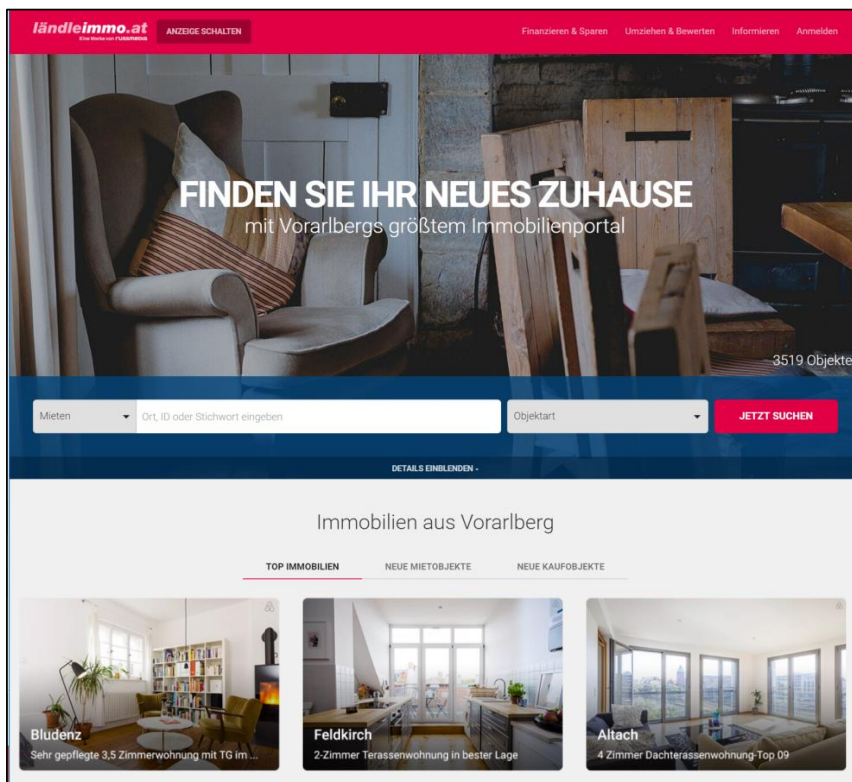 ländleimmo.at
Eine Marke von russmedia
ANZEIGE SCHALTEN
Finanzieren & Sparen
Umziehen & Bewerten
Informieren
Anmelden
FINDEN SIE IHR NEUES ZUHAUSE
mit Vorarlbergs größtem Immobilienportal
3519 Objekte
Mieten
Ort, ID oder Stichwort eingeben
Objektart
JETZT SUCHEN
DETAILS EINBLENDEN -
Immobilien aus Vorarlberg
TOP IMMOBILIEN
NEUE MIETOBJEKTE
NEUE KAUFOBJEKTE
Bludenz
Sehr gepflegte 3,5 Zimmerwohnung mit TG im ...
Feldkirch
2-Zimmer Terassenwohnung in bester Lage
Altach
4 Zimmer Dachterassenwohnung-Top 09